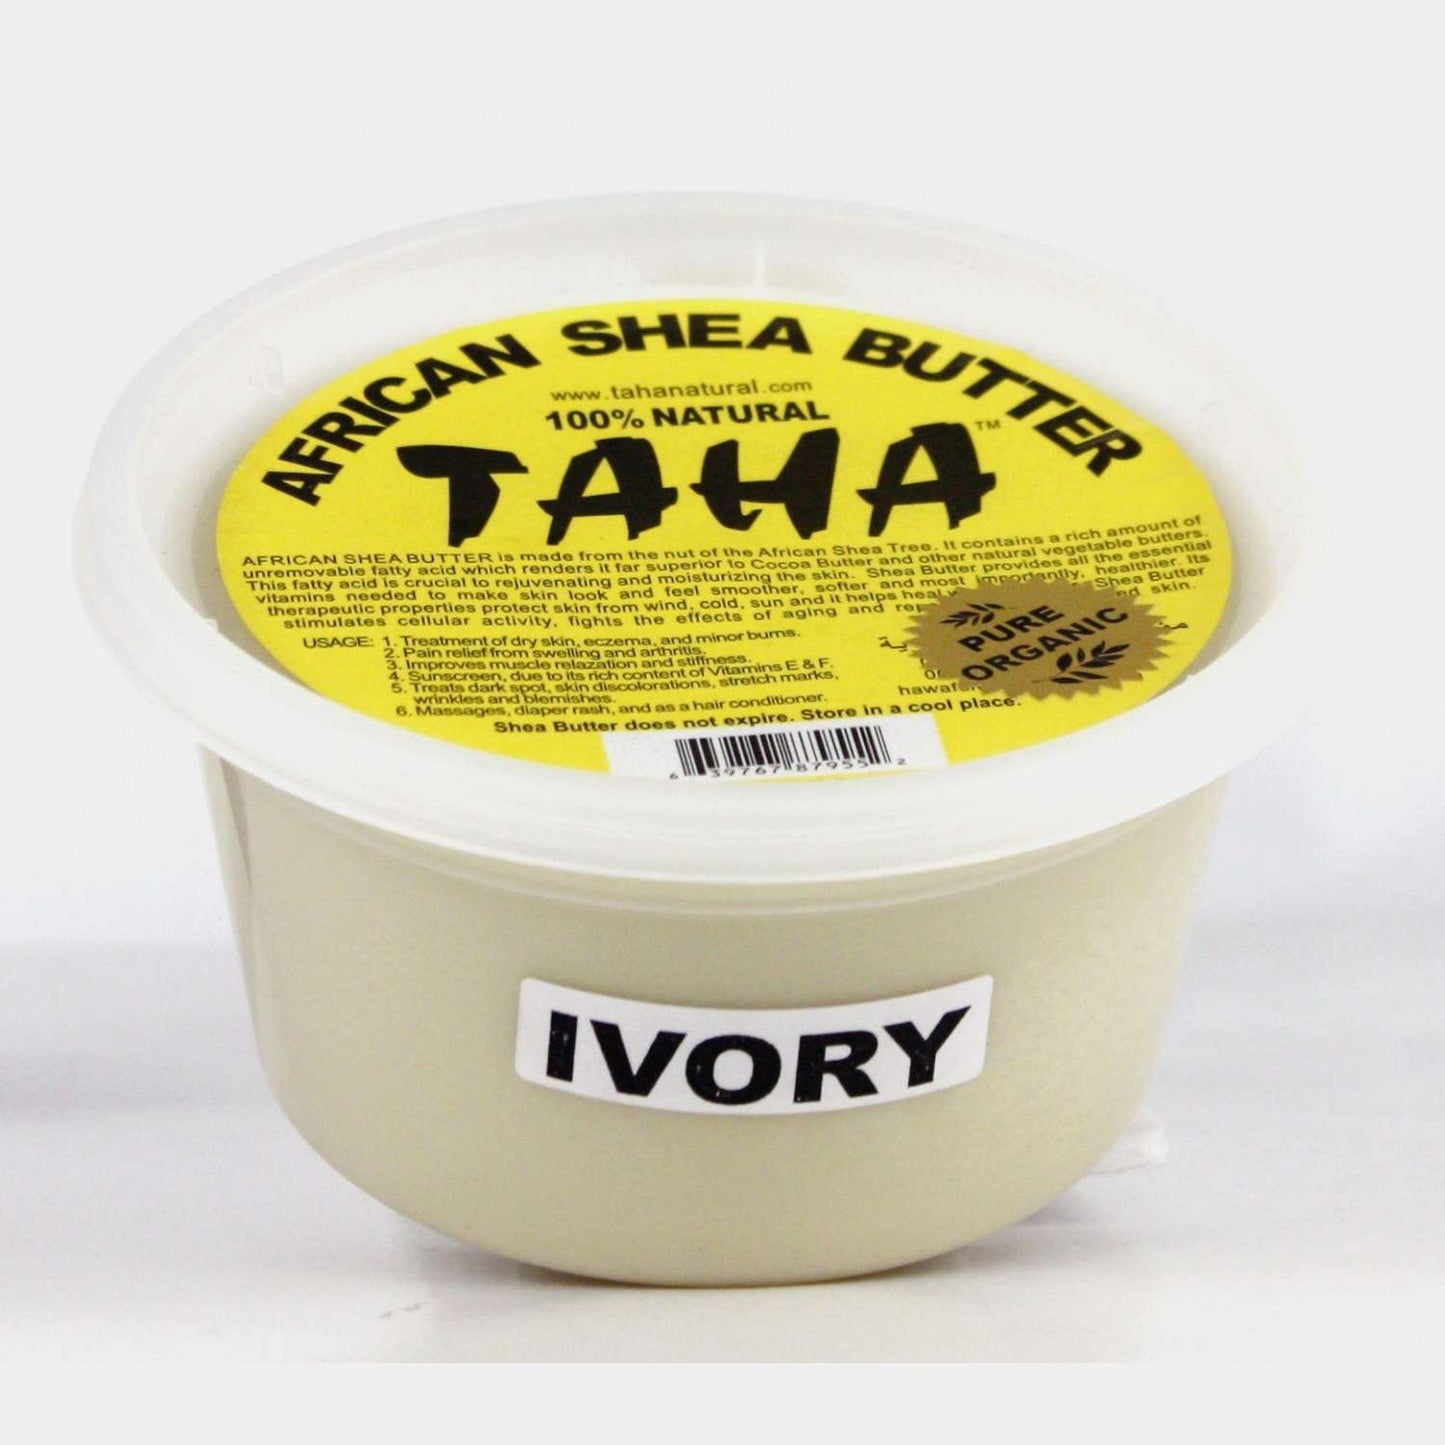 AFRICAN SHEA BUTTER
www.tahanatural.com
100% NATURAL
TAHA™
AFRICAN SHEA BUTTER is made from the nut of the African Shea Tree. It contains a rich amount of
unremovable fatty acid which renders it far superior to Cocoa Butter and other natural vegetable butters.
This fatty acid is crucial to rejuvenating and moisturizing the skin. Shea Butter provides all the essential
vitamins needed to make skin look and feel smoother, softer and most importantly, healthier. Its
therapeutic properties protect skin from wind, cold, sun and it helps heal Shea Butter
stimulates cellular activity, fights the effects of aging and skin.
USAGE: 1. Treatment of dry skin, eczema, and minor burns.
2. Pain relief from swelling and arthritis.
3. Improves muscle relazation and stiffness.
4. Sunscreen, due to its rich content of Vitamins E & F.
5. Treats dark spot, skin discolorations, stretch marks,
wrinkles and blemishes.
6. Massages, diaper rash, and as a hair conditioner.
Shea Butter does not expire. Store in a cool place.
PURE
ORGANIC
6 39767 87955 2
IVORY